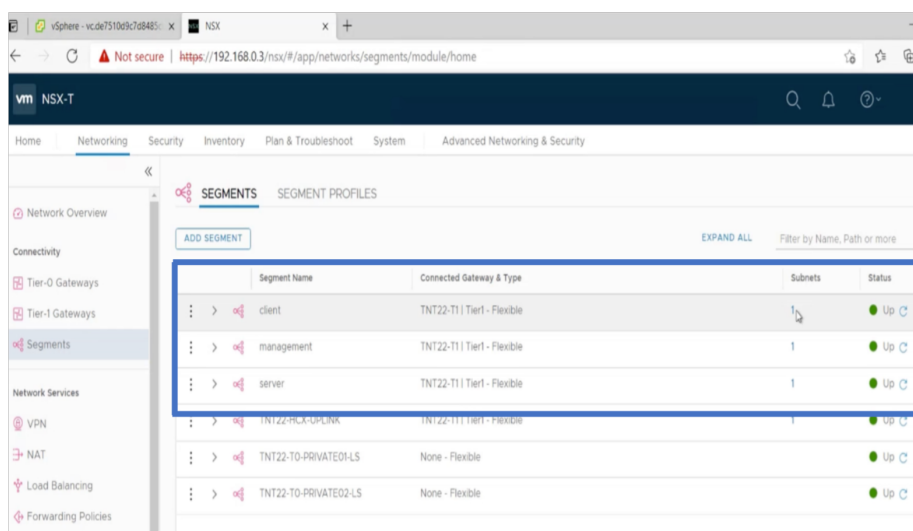 vSphere - vc.de7510d9c7d8485c
NSX
Not secure | https://192.168.0.3/nsx/#/app/networks/segments/module/home
vm NSX-T
Home Networking Security Inventory Plan & Troubleshoot System Advanced Networking & Security
SEGMENTS SEGMENT PROFILES
Network Overview
ADD SEGMENT EXPAND ALL Filter by Name, Path or more
Connectivity
Segment Name Connected Gateway & Type Subnets Status
Tier-0 Gateways
client TNT22-T1 | Tier1 - Flexible 1 Up
Tier-1 Gateways
Segments
management TNT22-T1 | Tier1 - Flexible 1 Up
server TNT22-T1 | Tier1 - Flexible 1 Up
Network Services
VPN
TNT22-HCX-UPLINK TNT22-T1 | Tier1 - Flexible 1 Up
NAT
TNT22-T0-PRIVATE01-LS None - Flexible Up
Load Balancing
TNT22-T0-PRIVATE02-LS None - Flexible Up
Forwarding Policies